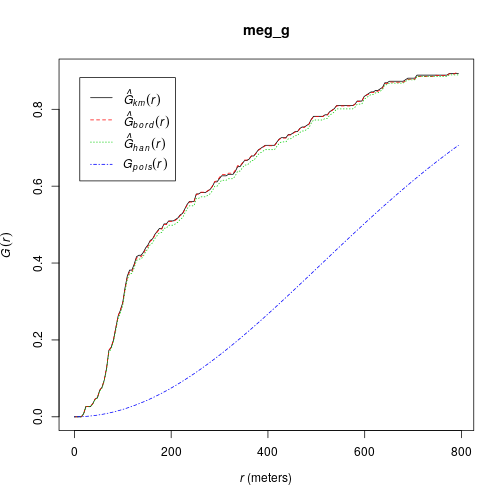 meg_g
Ĝkm(r)
Ĝbord(r)
Ĝhan(r)
Gpois(r)
G(r)
0.0
0.2
0.4
0.6
0.8
0
200
400
600
800
r (meters)